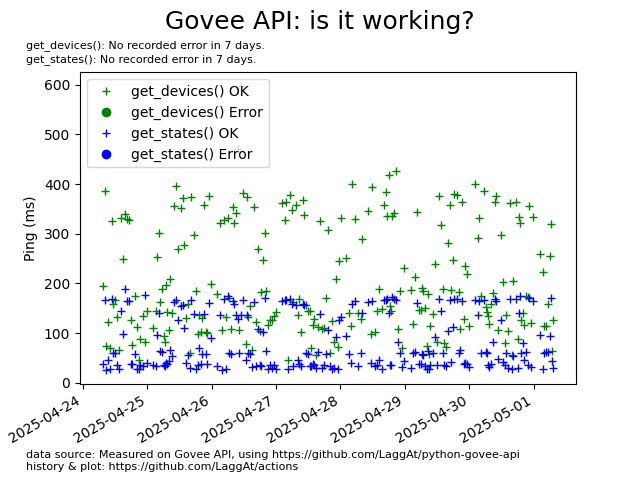 Govee API: is it working?
get_devices(): No recorded error in 7 days.
get_states(): No recorded error in 7 days.
get_devices() OK
get_devices() Error
get_states() OK
get_states() Error
Ping (ms)
600
500
400
300
200
100
0
2025-04-24
2025-04-25
2025-04-26
2025-04-27
2025-04-28
2025-04-29
2025-04-30
2025-05-01
data source: Measured on Govee API, using https://github.com/LaggAt/python-govee-api
history & plot: https://github.com/LaggAt/actions